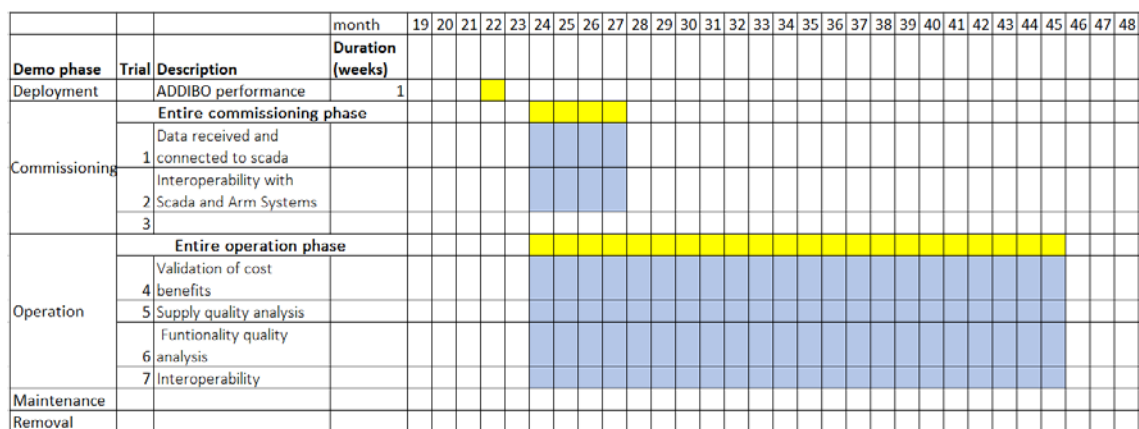 month 19 20 21 22 23 24 25 26 27 28 29 30 31 32 33 34 35 36 37 38 39 40 41 42 43 44 45 46 47 48
Demo phase Trial Description Duration
(weeks)
Deployment ADDIBO performance 1
Entire commissioning phase
Commissioning
1 Data received and
connected to scada
2 Interoperability with
Scada and Arm Systems
3
Entire operation phase
Operation
4 Validation of cost
benefits
5 Supply quality analysis
6 Funtionality quality
analysis
7 Interoperability
Maintenance
Removal